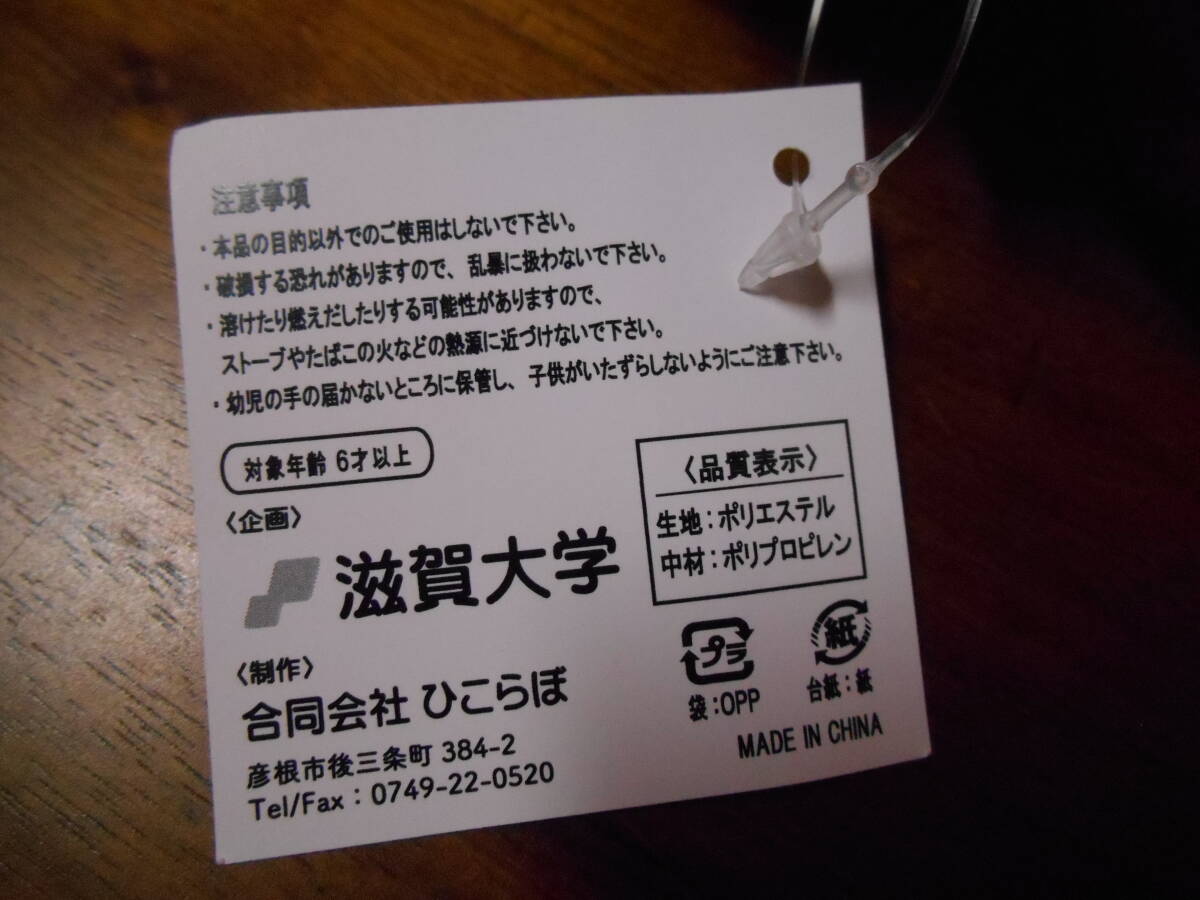 注意事項
・本品の目的以外でのご使用はしないで下さい。
・破損する恐れがありますので、乱暴に扱わないで下さい。
・溶けたり燃えだしたりする可能性がありますので、
ストーブやたばこの火などの熱源に近づけないで下さい。
・幼児の手の届かないところに保管し、子供がいたずらしないようにご注意下さい。
対象年齢 6才以上
〈企画〉
滋賀大学
〈制作〉
合同会社 ひこらぼ
彦根市後三条町 384-2
Tel/Fax：0749-22-0520
〈品質表示〉
生地：ポリエステル
中材：ポリプロピレン
プラ
袋：OPP
紙
台紙：紙
MADE IN CHINA